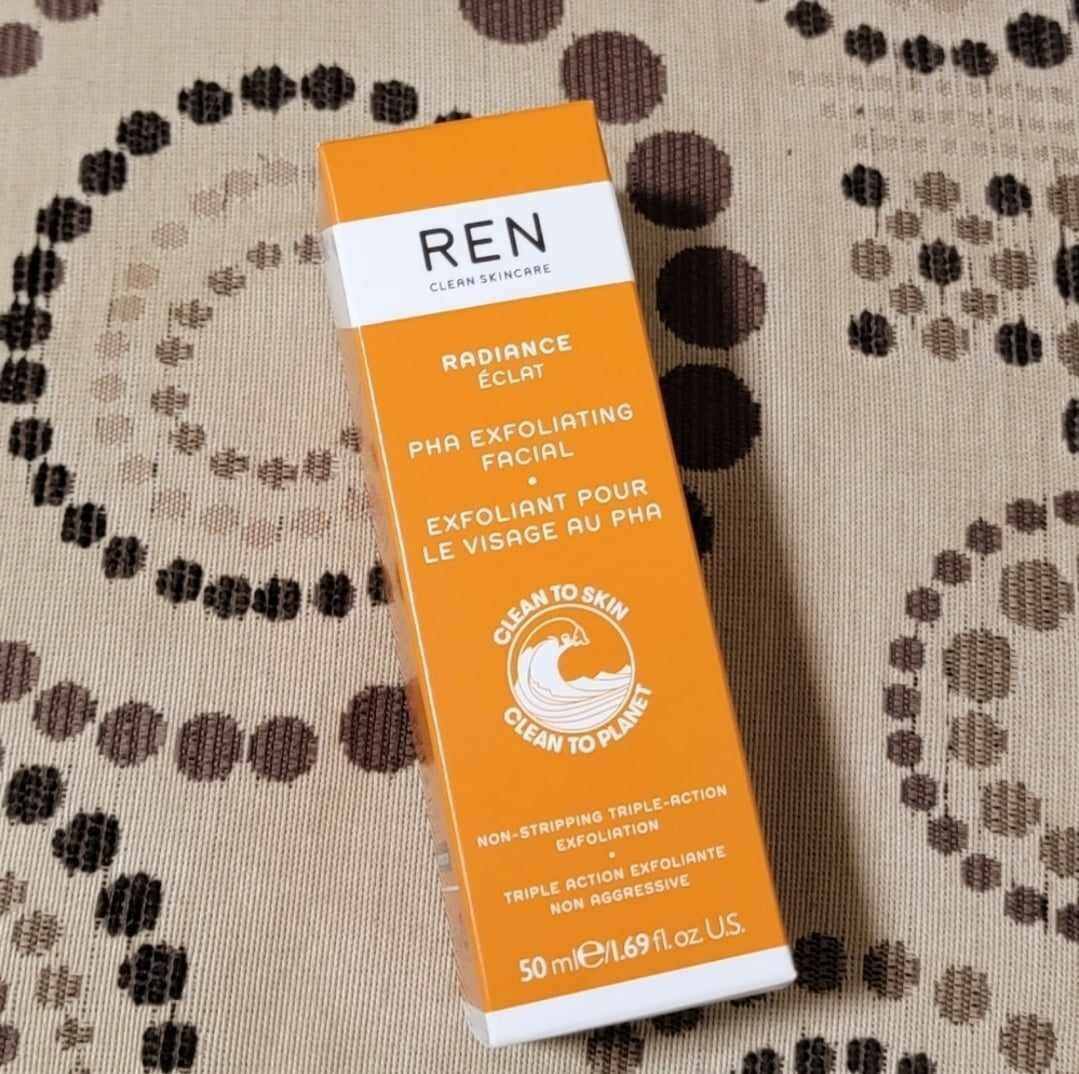 REN
CLEAN SKINCARE
RADIANCE
ÉCLAT
PHA EXFOLIATING
FACIAL
•
EXFOLIANT POUR
LE VISAGE AU PHA
CLEAN TO SKIN
CLEAN TO PLANET
NON-STRIPPING TRIPLE-ACTION
EXFOLIATION
•
TRIPLE ACTION EXFOLIANTE
NON AGGRESSIVE
50 ml℮/1.69 fl. oz. U.S.